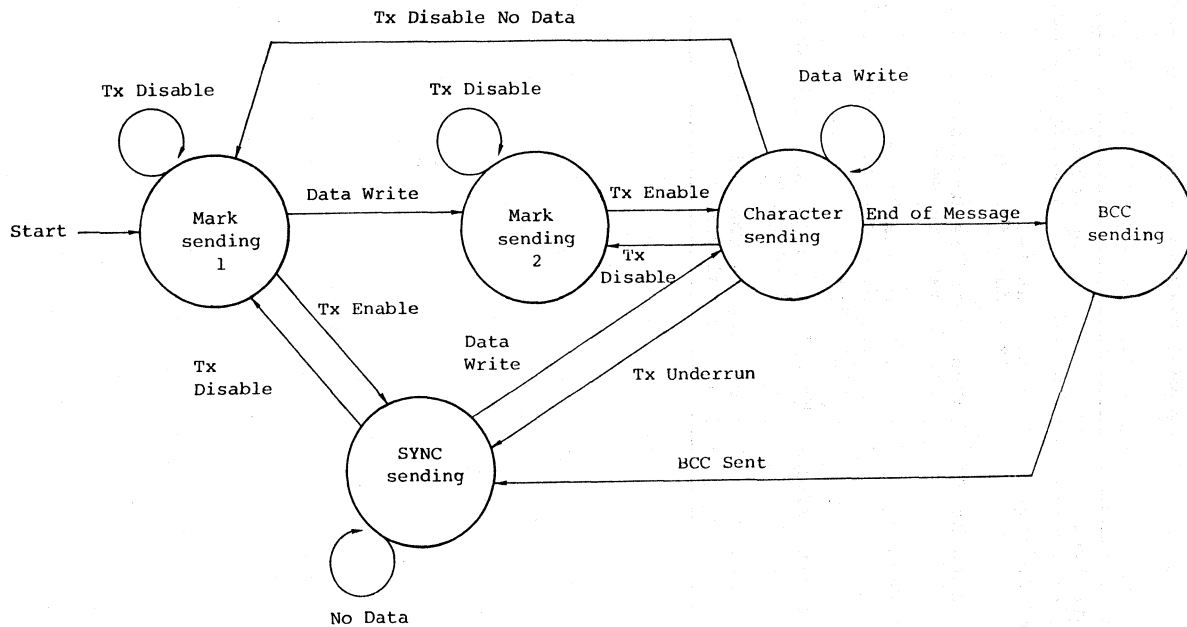 Tx Disable No Data
Tx Disable
Tx Disable
Data Write
Start
Mark
sending
1
Data Write
Mark
sending
2
Tx Enable
Tx
Disable
Character
sending
End of Message
BCC
sending
Tx Enable
Tx
Disable
Data
Write
Tx Underrun
SYNC
sending
BCC Sent
No Data